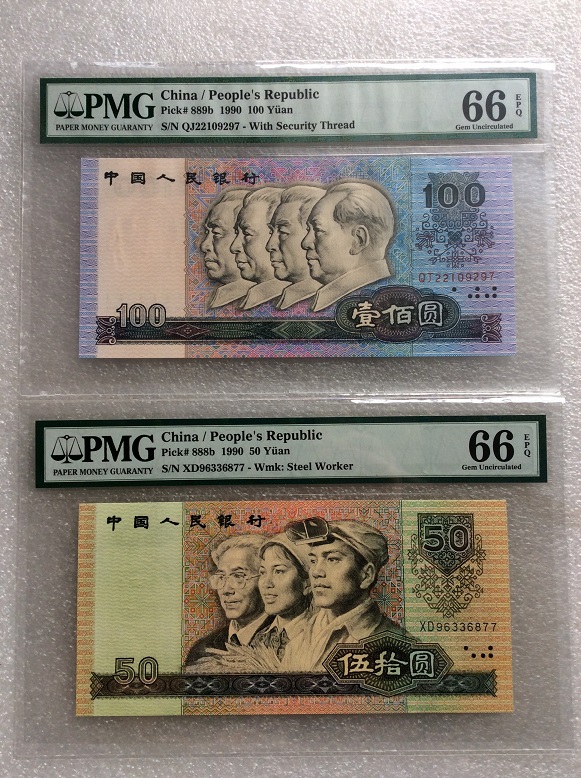 PMG
PAPER MONEY GUARANTY
China / People's Republic
Pick# 889b 1990 100 Yüan
S/N QJ22109297 - With Security Thread
66 EPQ
Gem Uncirculated
中国人民银行
100
QJ22109297
100
壹佰圆
PMG
PAPER MONEY GUARANTY
China / People's Republic
Pick# 888b 1990 50 Yüan
S/N XD96336877 - Wmk: Steel Worker
66 EPQ
Gem Uncirculated
中国人民银行
50
XD96336877
50
伍拾圆